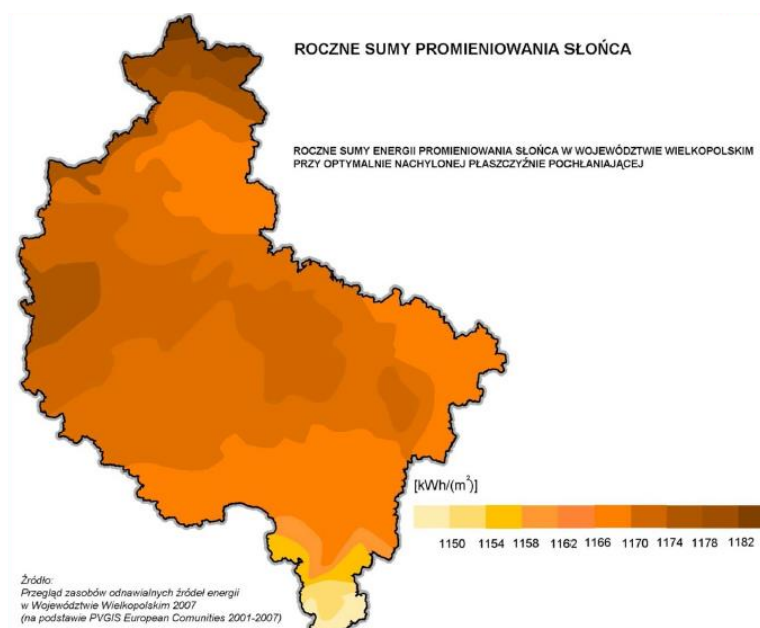 ROCZNE SUMY PROMIENIOWANIA SŁOŃCA
ROCZNE SUMY ENERGII PROMIENIOWANIA SŁOŃCA W WOJEWÓDZTWIE WIELKOPOLSKIM
PRZY OPTYMALNIE NACHYLONEJ PŁASZCZYŹNIE POCHŁANIAJĄCEJ
[kWh/(m²)]
1150 1154 1158 1162 1166 1170 1174 1178 1182
Źródło:
Przegląd zasobów odnawialnych źródeł energii
w Województwie Wielkopolskim 2007
(na podstawie PVGIS European Comunities 2001-2007)